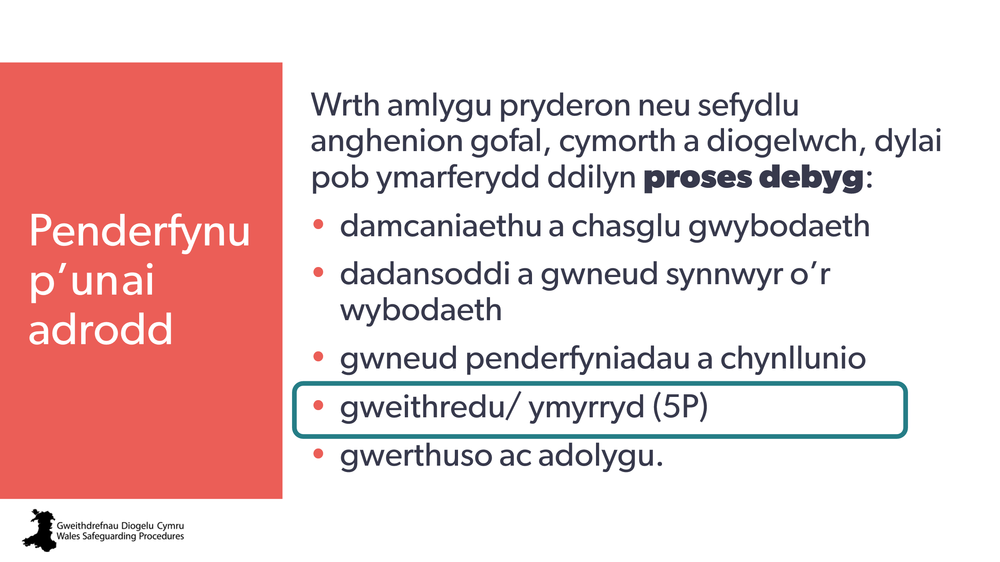 Penderfynu
p’unai
adrodd
Wrth amlygu pryderon neu sefydlu
anghenion gofal, cymorth a diogelwch, dylai
pob ymarferydd ddilyn proses debyg:
• damcaniaethu a chasglu gwybodaeth
• dadansoddi a gwneud synnwyr o’r
wybodaeth
• gwneud penderfyniadau a chynllunio
• gweithredu/ ymyrryd (5P)
• gwerthuso ac adolygu.
Gweithdrefnau Diogelu Cymru
Wales Safeguarding Procedures